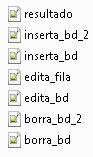 resultado
inserta_bd_2
inserta_bd
edita_fila
edita_bd
borra_bd_2
borra_bd